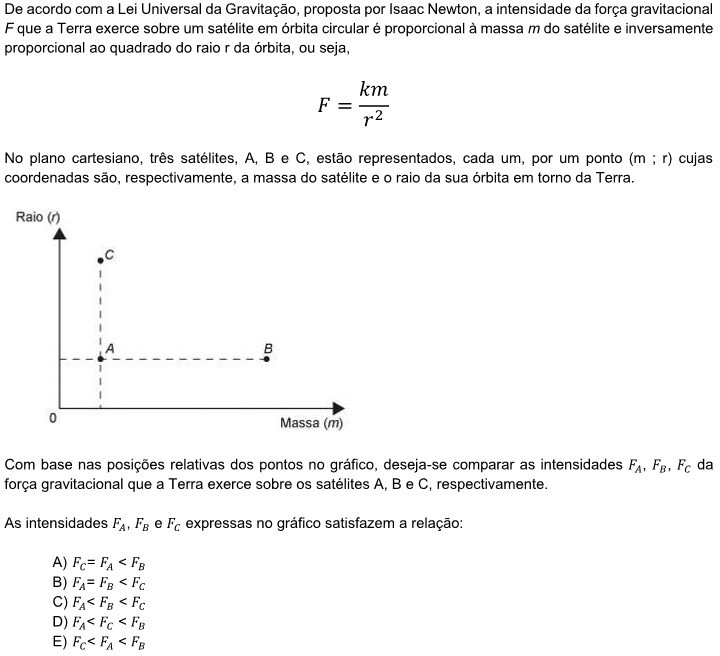 De acordo com a Lei Universal da Gravitação, proposta por Isaac Newton, a intensidade da força gravitacional
F que a Terra exerce sobre um satélite em órbita circular é proporcional à massa m do satélite e inversamente
proporcional ao quadrado do raio r da órbita, ou seja,
F = km / r²
No plano cartesiano, três satélites, A, B e C, estão representados, cada um, por um ponto (m ; r) cujas
coordenadas são, respectivamente, a massa do satélite e o raio da sua órbita em torno da Terra.
Raio (r)
C
A
B
0
Massa (m)
Com base nas posições relativas dos pontos no gráfico, deseja-se comparar as intensidades F_A, F_B, F_C da
força gravitacional que a Terra exerce sobre os satélites A, B e C, respectivamente.
As intensidades F_A, F_B e F_C expressas no gráfico satisfazem a relação:
A) F_C= F_A < F_B
B) F_A= F_B < F_C
C) F_A< F_B < F_C
D) F_A< F_C < F_B
E) F_C< F_A < F_B